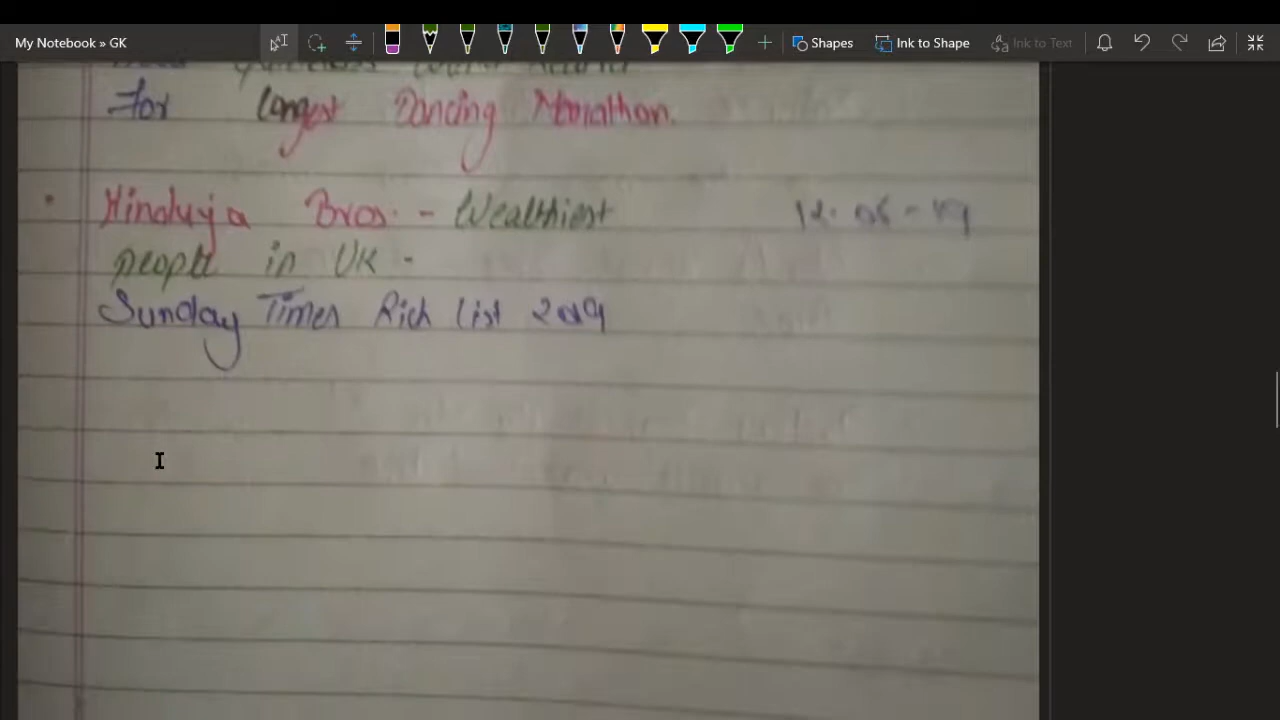 My Notebook » GK
Shapes
Ink to Shape
Ink to Text
For Longest Dancing Marathon.
Hinduja Bros. - Wealthiest
people in UK -
Sunday Times Rich List 2019